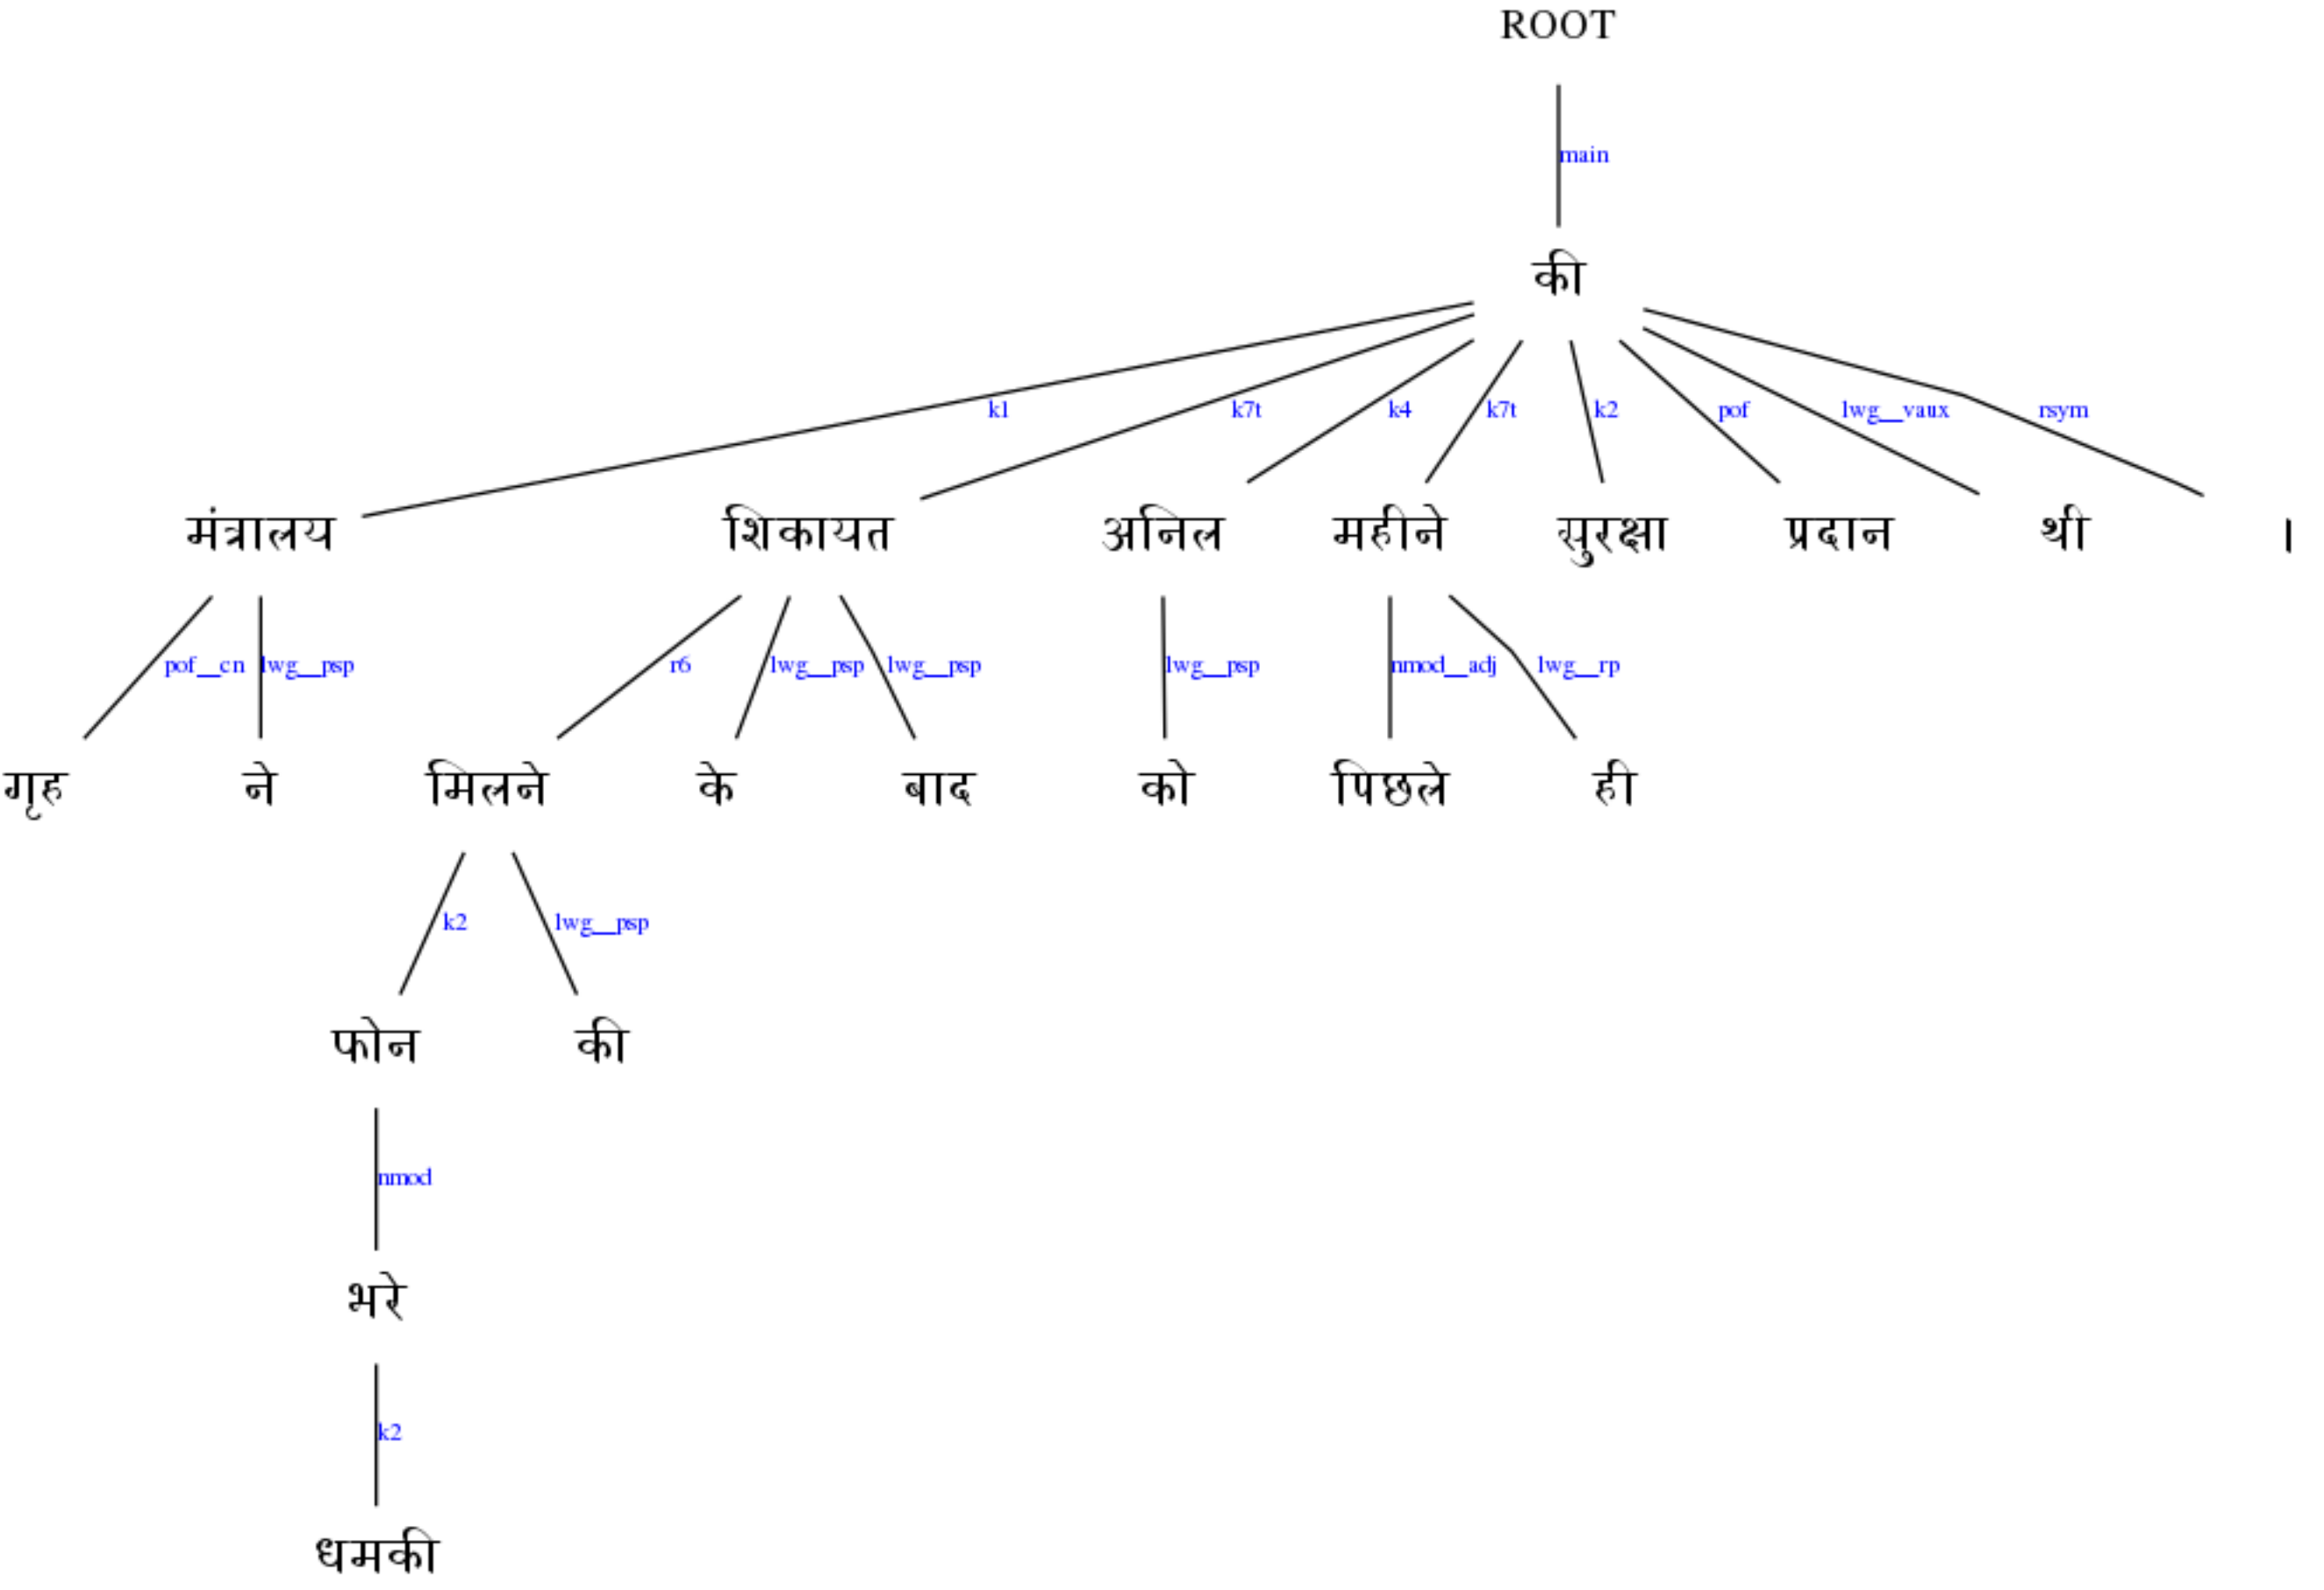 ROOT
main
की
k1 k7t k4 k7t k2 pof lwg__vaux rsym
मंत्रालय शिकायत अनिल महीने सुरक्षा प्रदान थी ।
pof__cn lwg__psp r6 lwg__psp lwg__psp lwg__psp nmod__adj lwg__rp
गृह ने मिलने के बाद को पिछले ही
k2 lwg__psp
फोन की
nmod
भरे
k2
धमकी